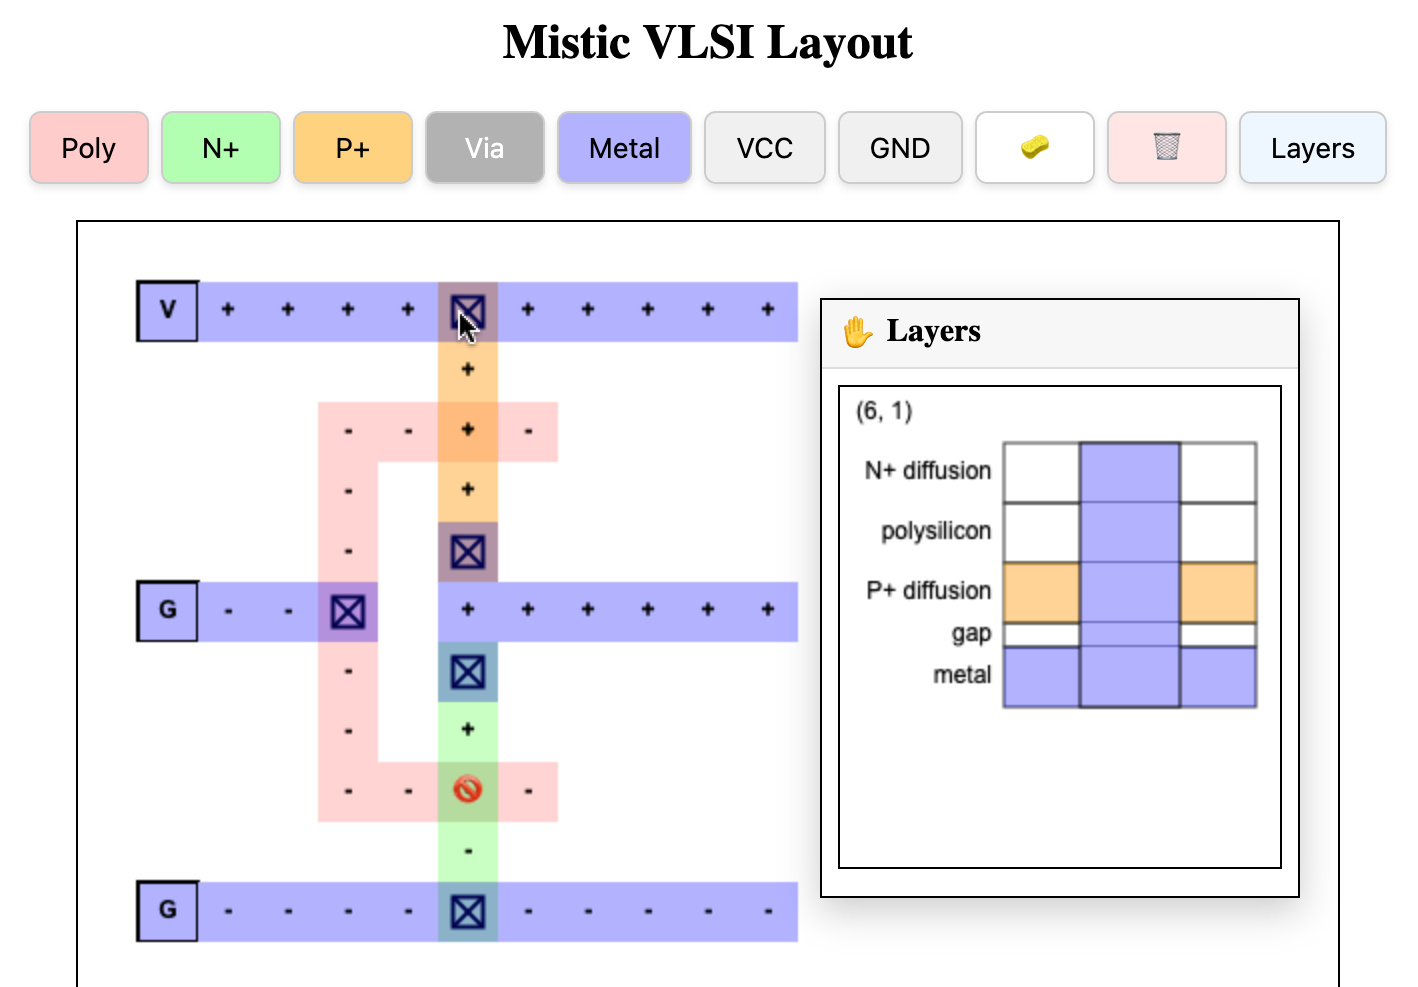 Mistic VLSI Layout
Poly N+ P+ Via Metal VCC GND Layers
V + + + + + + + + +
+
- - + -
- +
-
G - - + + + + + +
-
- +
- - -
-
G - - - - - - - - -
Layers
(6, 1)
N+ diffusion
polysilicon
P+ diffusion
gap
metal